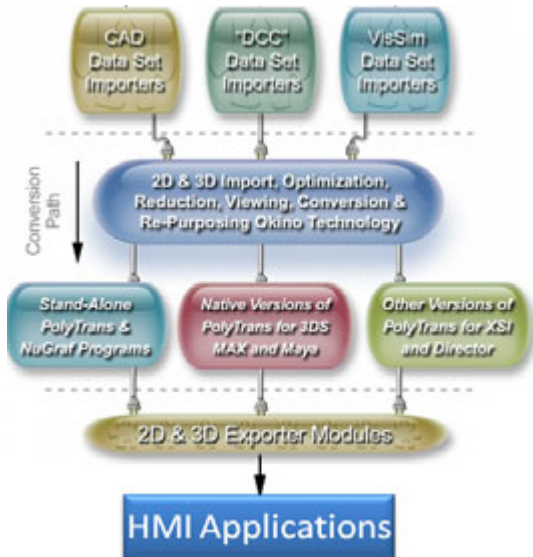 CAD
Data Set
Importers
"DCC"
Data Set
Importers
VisSim
Data Set
Importers
Conversion
Path
2D & 3D Import, Optimization,
Reduction, Viewing, Conversion &
Re-Purposing Okino Technology
Stand-Alone
PolyTrans &
NuGraf Programs
Native Versions of
PolyTrans for 3DS
MAX and Maya
Other Versions of
PolyTrans for XSI
and Director
2D & 3D Exporter Modules
HMI Applications